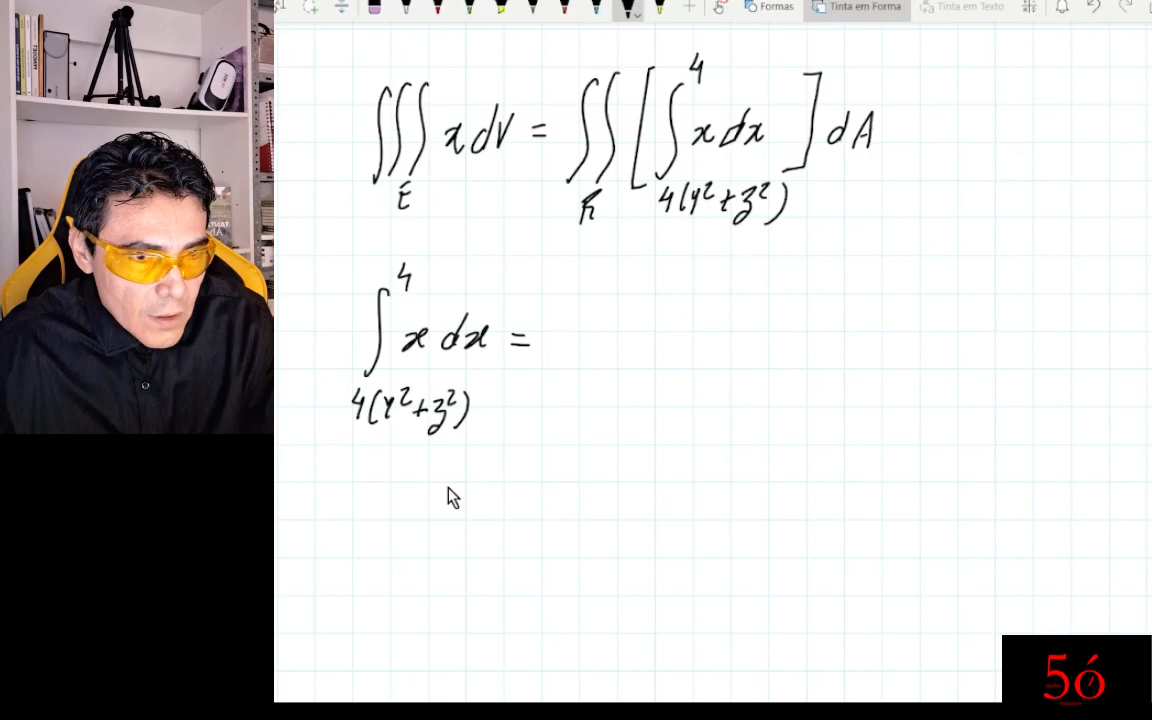 Formas Tinta em Forma Tinta em Texto
∭_E x dV = ∬_R [∫_{4(y²+z²)}^{4} x dx] dA
∫_{4(y²+z²)}^{4} x dx =
5ó